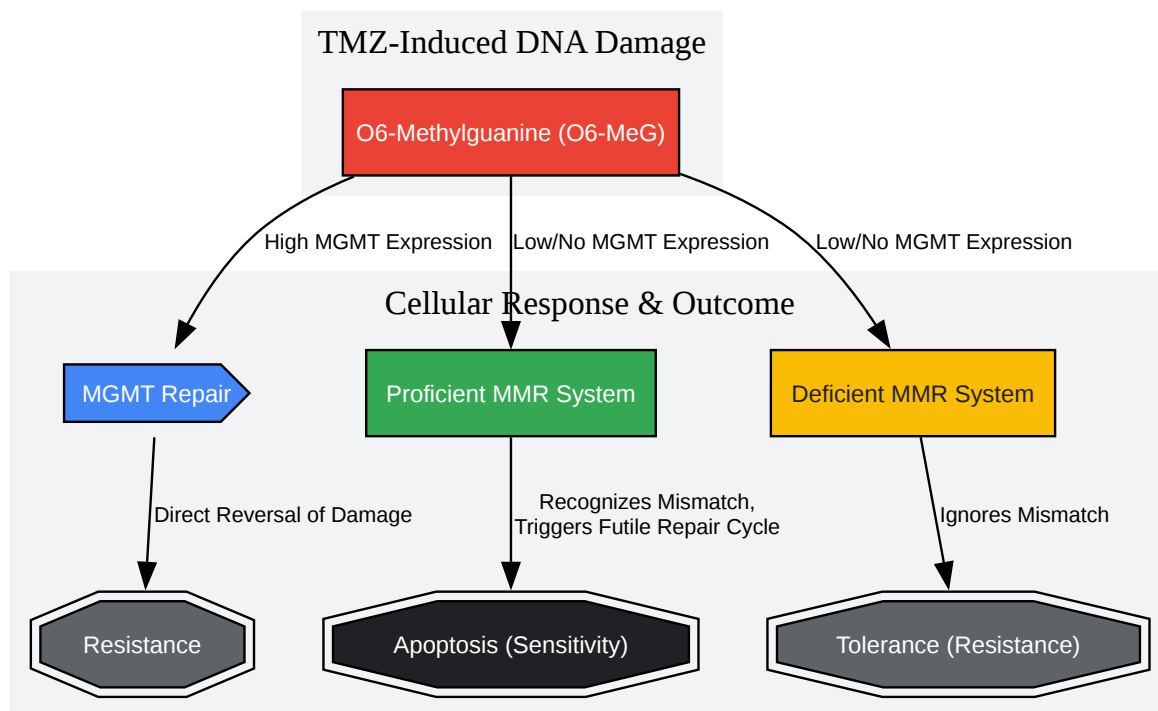 TMZ-Induced DNA Damage
O6-Methylguanine (O6-MeG)
High MGMT Expression
Low/No MGMT Expression
Low/No MGMT Expression
Cellular Response & Outcome
MGMT Repair
Proficient MMR System
Deficient MMR System
Direct Reversal of Damage
Recognizes Mismatch,
Triggers Futile Repair Cycle
Ignores Mismatch
Resistance
Apoptosis (Sensitivity)
Tolerance (Resistance)